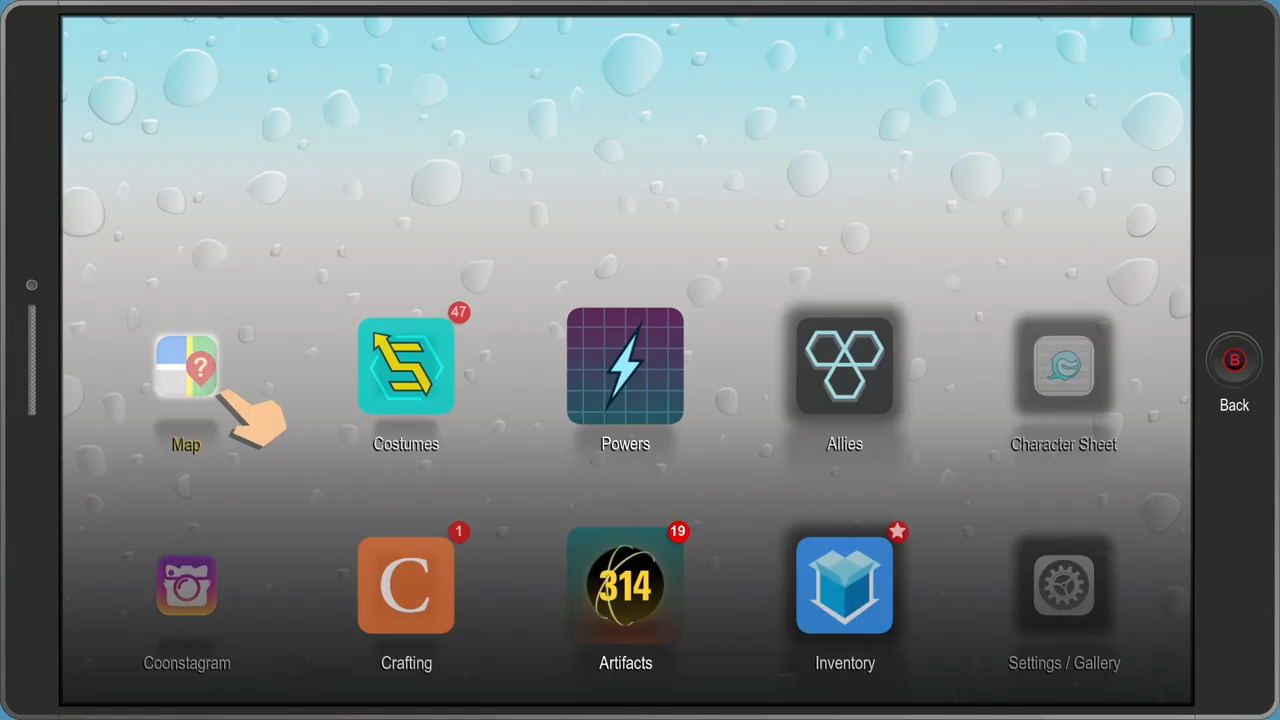 47
?
Map
Costumes
Powers
Allies
Character Sheet
B
Back
1
19
C
314
Coonstagram
Crafting
Artifacts
Inventory
Settings / Gallery